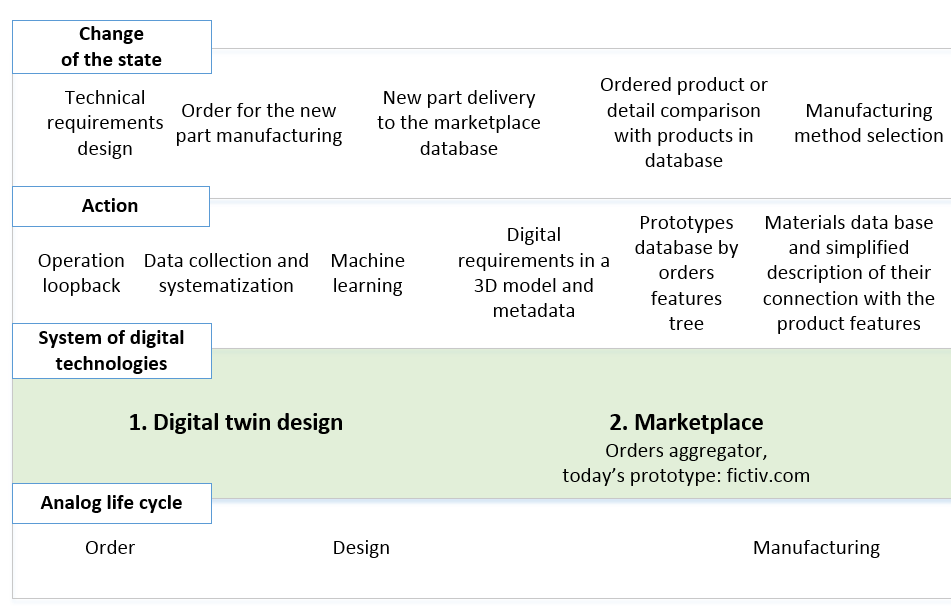 Change
of the state
Technical
requirements
design
Order for the new
part manufacturing
New part delivery
to the marketplace
database
Ordered product or
detail comparison
with products in
database
Manufacturing
method selection
Action
Operation
loopback
Data collection and
systematization
Machine
learning
Digital
requirements in a
3D model and
metadata
Prototypes
database by
orders
features
tree
Materials data base
and simplified
description of their
connection with the
product features
System of digital
technologies
1. Digital twin design
2. Marketplace
Orders aggregator,
today’s prototype: fictiv.com
Analog life cycle
Order
Design
Manufacturing